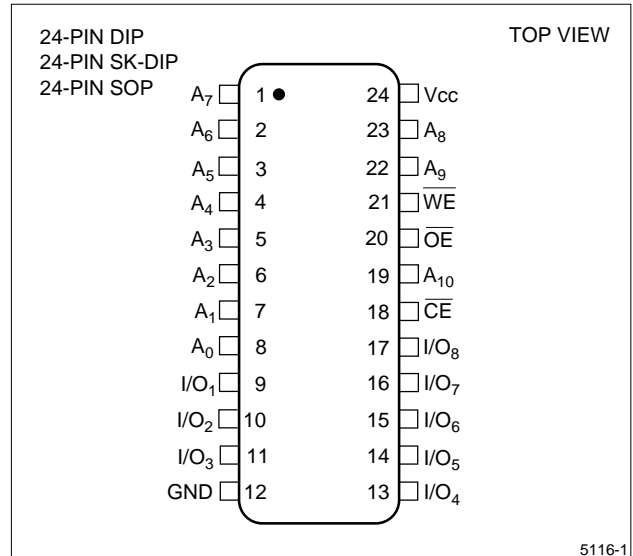 24-PIN DIP
24-PIN SK-DIP
24-PIN SOP
TOP VIEW
A7 1 24 Vcc
A6 2 23 A8
A5 3 22 A9
A4 4 21 W̅E̅
A3 5 20 O̅E̅
A2 6 19 A10
A1 7 18 C̅E̅
A0 8 17 I/O8
I/O1 9 16 I/O7
I/O2 10 15 I/O6
I/O3 11 14 I/O5
GND 12 13 I/O4
5116-1